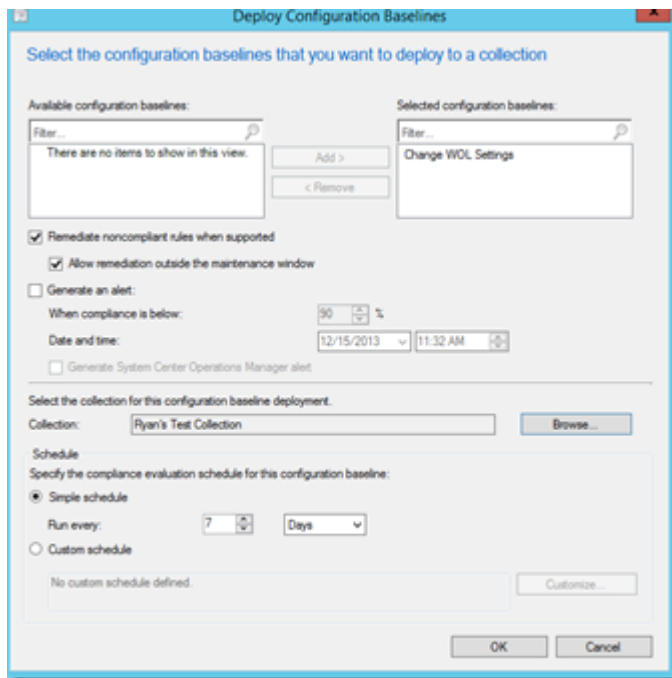 Deploy Configuration Baselines
x
Select the configuration baselines that you want to deploy to a collection
Available configuration baselines:
Selected configuration baselines:
Filter...
Filter...
There are no items to show in this view.
Add >
Change WOL Settings
< Remove
Remediate noncompliant rules when supported
Allow remediation outside the maintenance window
Generate an alert:
When compliance is below:
90
%
Date and time:
12/15/2013
11:32 AM
Generate System Center Operations Manager alert
Select the collection for this configuration baseline deployment.
Collection:
Ryan's Test Collection
Browse...
Schedule
Specify the compliance evaluation schedule for this configuration baseline:
Simple schedule
Run every:
7
Days
Custom schedule
No custom schedule defined.
Customize...
OK
Cancel